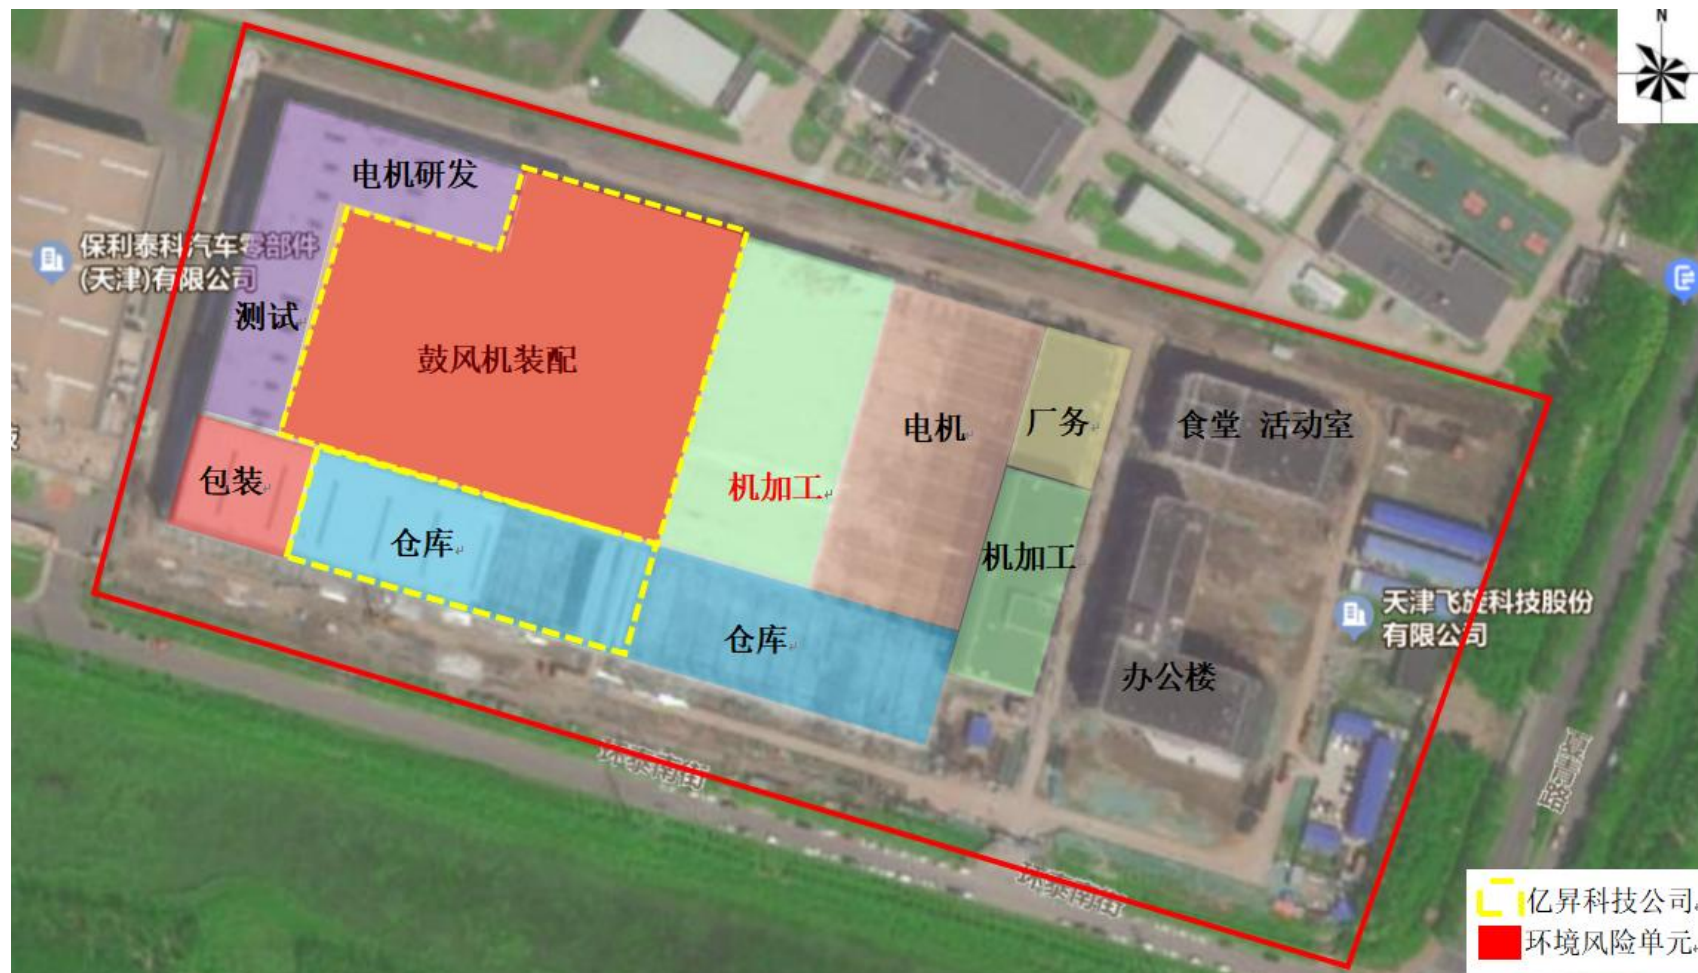 N
电机研发
保利泰科汽车零部件
(天津)有限公司
测试
鼓风机装配
包装
仓库
机加工
电机
厂务
食堂 活动室
机加工
仓库
办公楼
天津飞旋科技股份
有限公司
环泰南街
环泰南街
亿昇科技公司
环境风险单元